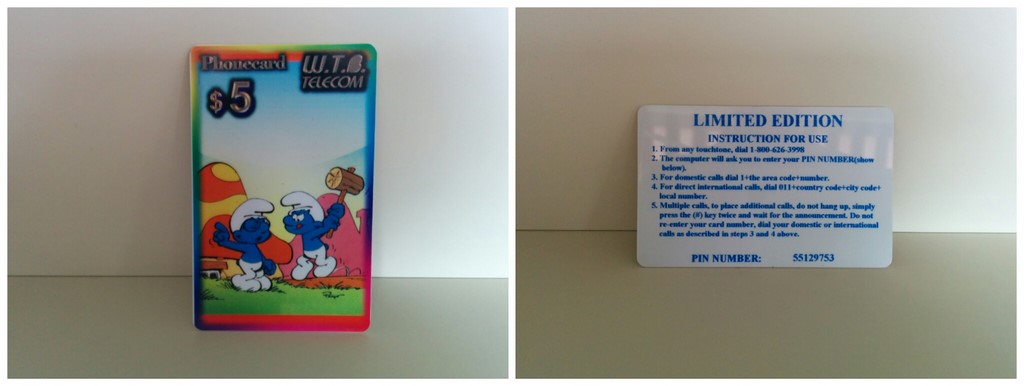 Phonecard
W.T.B.
TELECOM
$5
Peyo
LIMITED EDITION
INSTRUCTION FOR USE
1. From any touchtone, dial 1-800-626-3998
2. The computer will ask you to enter your PIN NUMBER(show
below).
3. For domestic calls dial 1+the area code+number.
4. For direct international calls, dial 011+country code+city code+
local number.
5. Multiple calls, to place additional calls, do not hang up, simply
press the (#) key twice and wait for the announcement. Do not
re-enter your card number, dial your domestic or international
calls as described in steps 3 and 4 above.
PIN NUMBER: 55129753